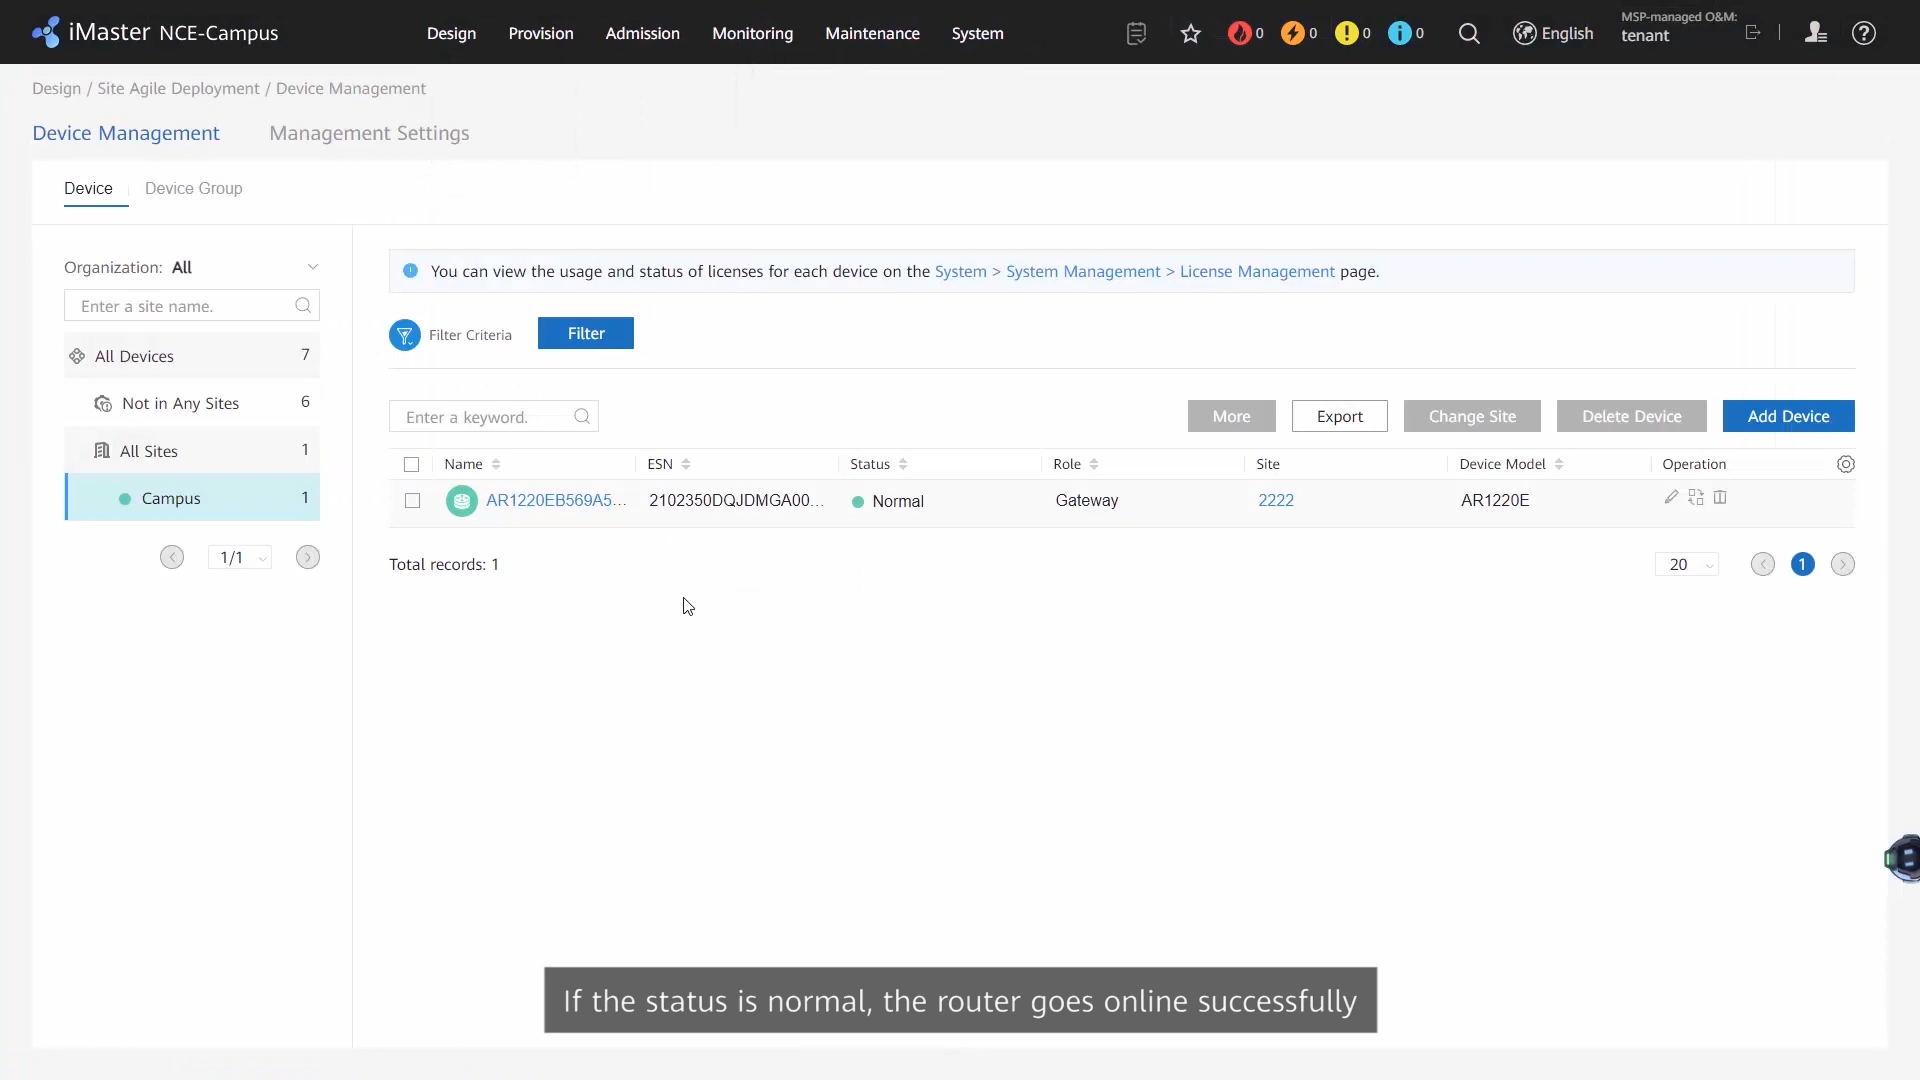 iMaster NCE-Campus
Design Provision Admission Monitoring Maintenance System
0 0 0 0
English
MSP-managed O&M:
tenant
Design / Site Agile Deployment / Device Management
Device Management Management Settings
Device Device Group
Organization: All
Enter a site name.
All Devices 7
Not in Any Sites 6
All Sites 1
Campus 1
1/1
You can view the usage and status of licenses for each device on the System > System Management > License Management page.
Filter Criteria Filter
Enter a keyword. More Export Change Site Delete Device Add Device
Name ESN Status Role Site Device Model Operation
AR1220EB569A5... 2102350DQJDMGA00... Normal Gateway 2222 AR1220E
Total records: 1 20 1
If the status is normal, the router goes online successfully